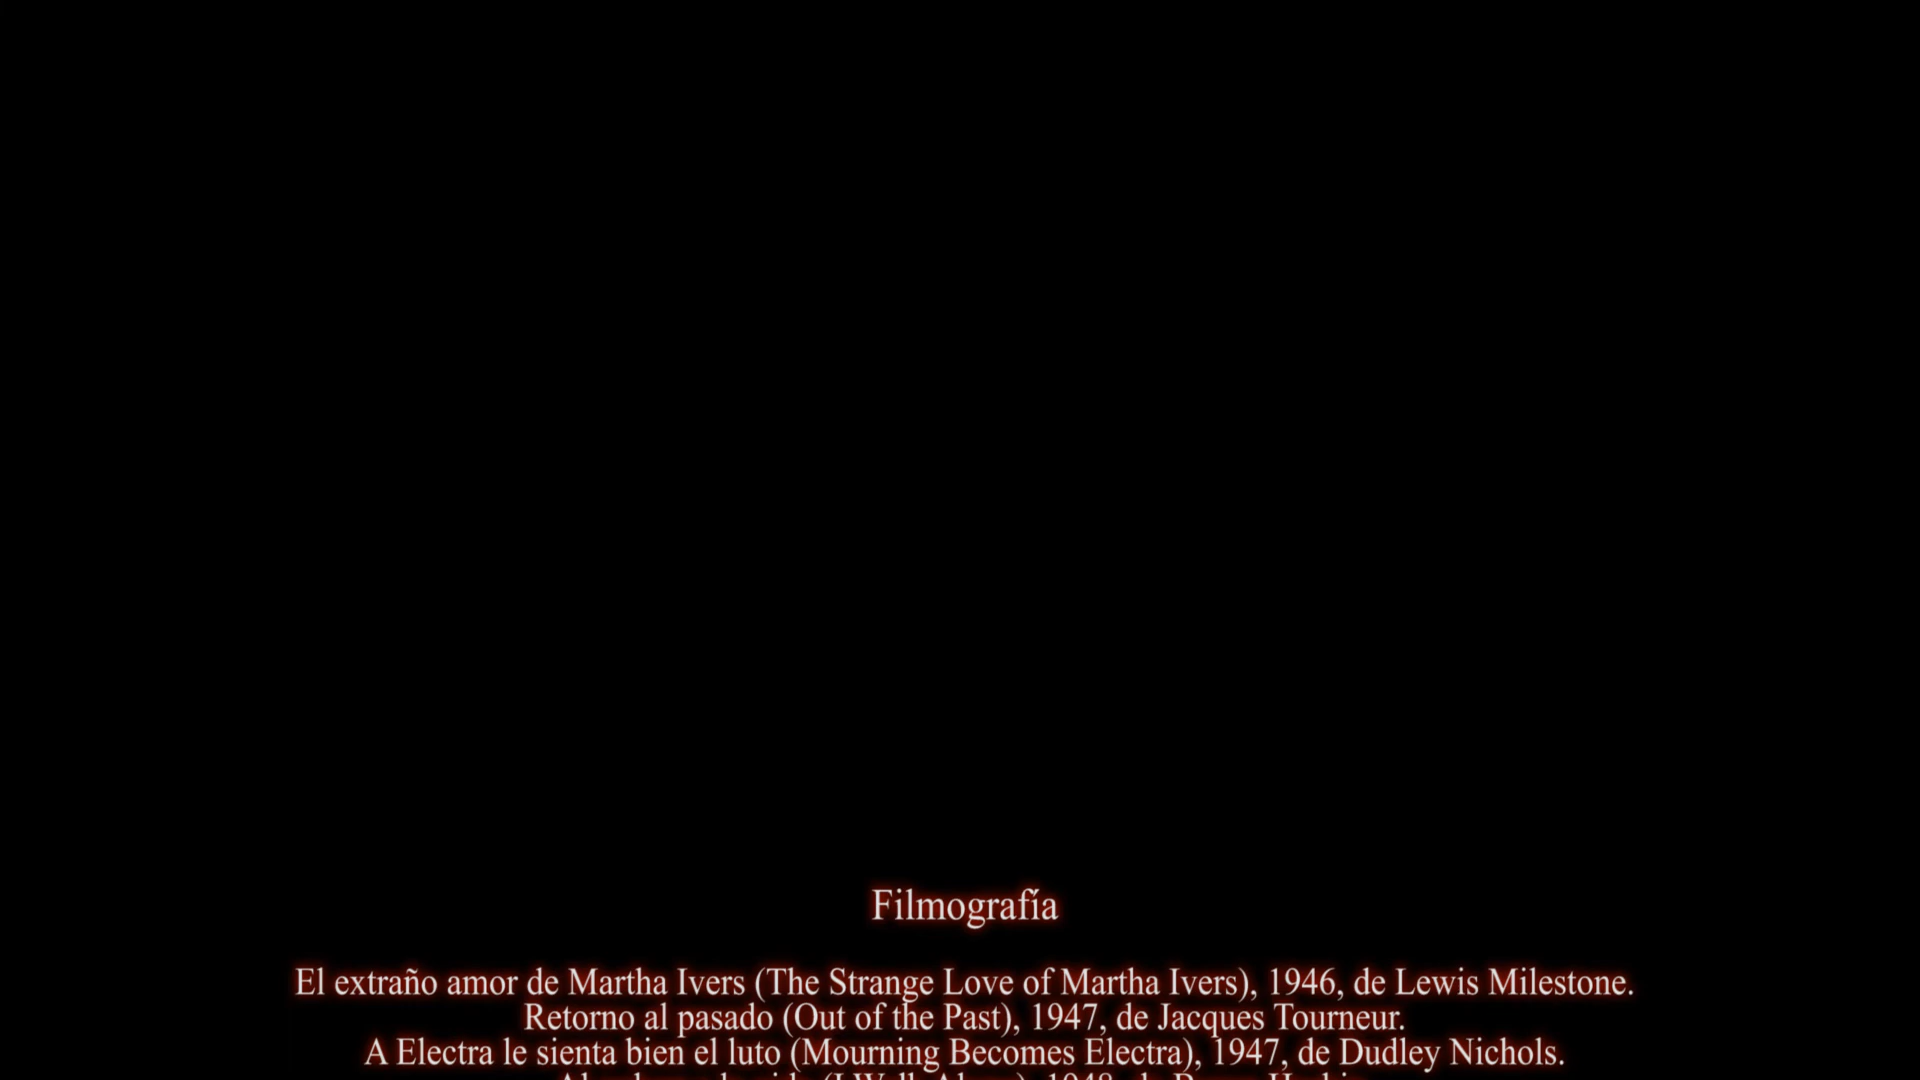 Filmografía
El extraño amor de Martha Ivers (The Strange Love of Martha Ivers), 1946, de Lewis Milestone.
Retorno al pasado (Out of the Past), 1947, de Jacques Tourneur.
A Electra le sienta bien el luto (Mourning Becomes Electra), 1947, de Dudley Nichols.